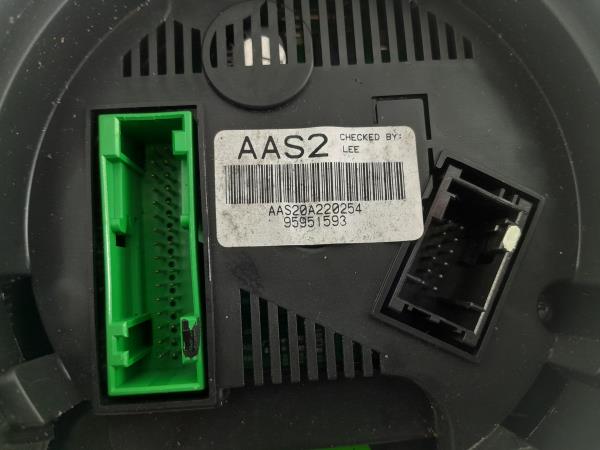 AAS2 CHECKED BY:
LEE
AAS20A220254
95951593